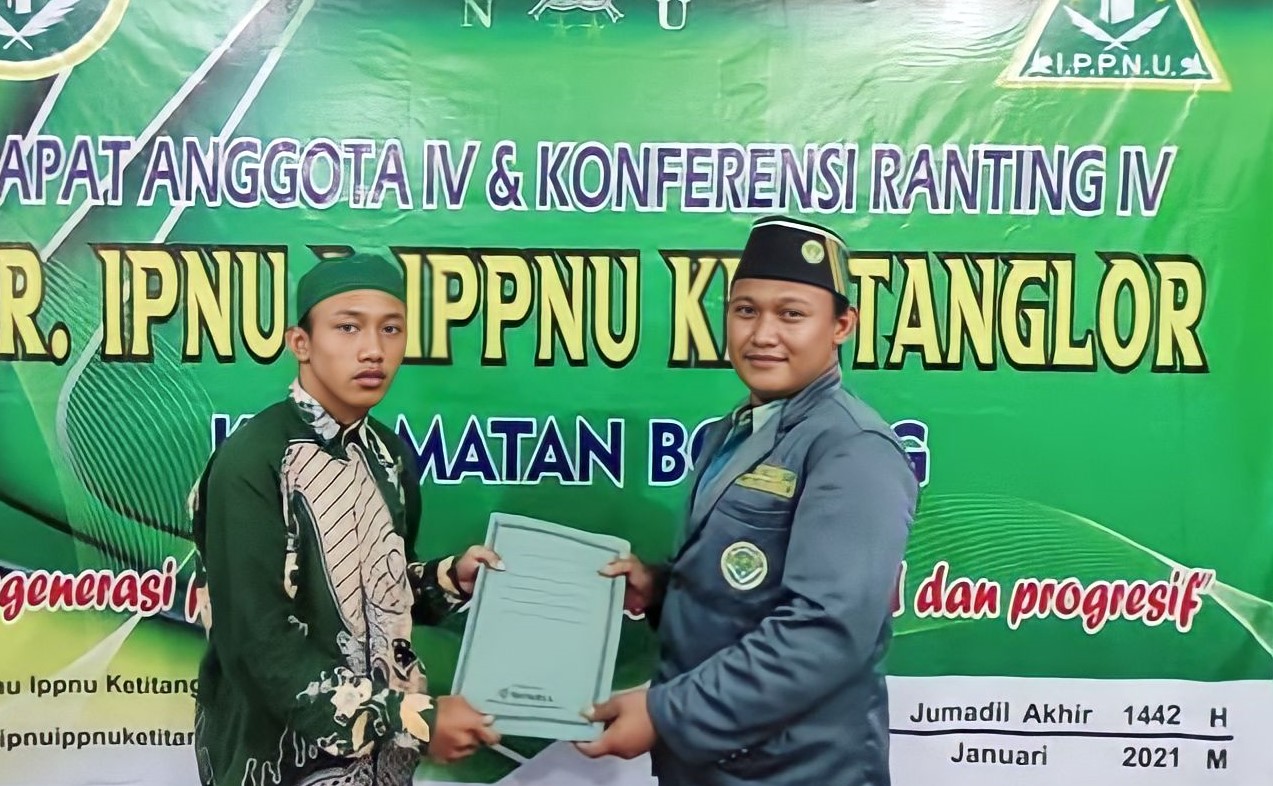 N U
I.P.P.N.U.
APAT ANGGOTA IV & KONFERENSI RANTING IV
R. IPNU IPPNU K TANGLOR
MATAN B G
generasi dan progresif"
nu Ippnu Ketitang
ipnuippnuketitan
Jumadil Akhir 1442 H
Januari 2021 M